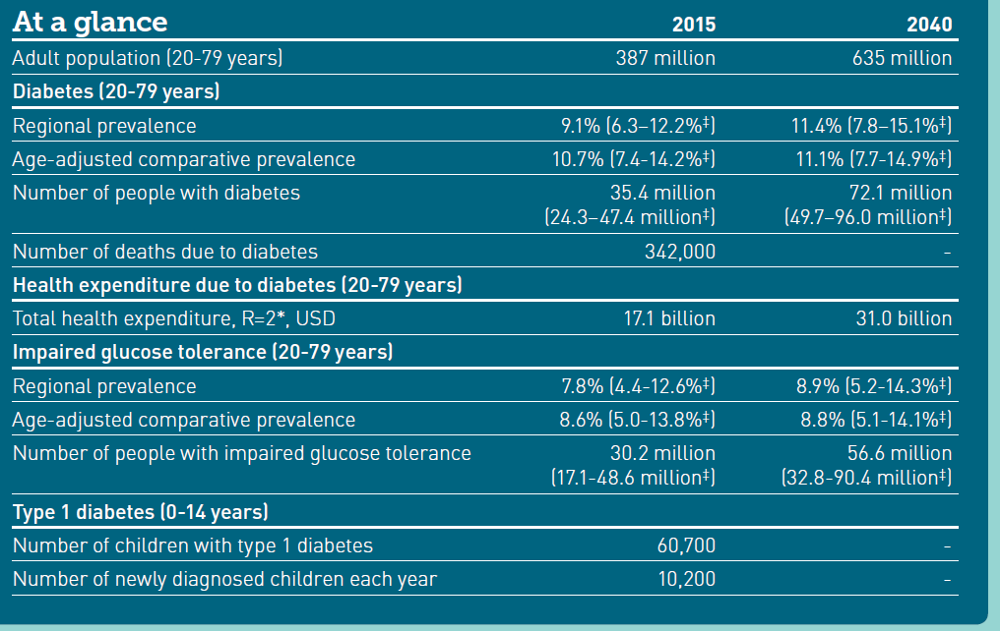 At a glance 2015 2040
Adult population (20-79 years) 387 million 635 million
Diabetes (20-79 years)
Regional prevalence 9.1% (6.3–12.2%‡) 11.4% (7.8–15.1%‡)
Age-adjusted comparative prevalence 10.7% (7.4-14.2%‡) 11.1% (7.7-14.9%‡)
Number of people with diabetes 35.4 million 72.1 million
(24.3–47.4 million‡) (49.7–96.0 million‡)
Number of deaths due to diabetes 342,000 -
Health expenditure due to diabetes (20-79 years)
Total health expenditure, R=2*, USD 17.1 billion 31.0 billion
Impaired glucose tolerance (20-79 years)
Regional prevalence 7.8% (4.4-12.6%‡) 8.9% (5.2-14.3%‡)
Age-adjusted comparative prevalence 8.6% (5.0-13.8%‡) 8.8% (5.1-14.1%‡)
Number of people with impaired glucose tolerance 30.2 million 56.6 million
(17.1-48.6 million‡) (32.8-90.4 million‡)
Type 1 diabetes (0-14 years)
Number of children with type 1 diabetes 60,700 -
Number of newly diagnosed children each year 10,200 -